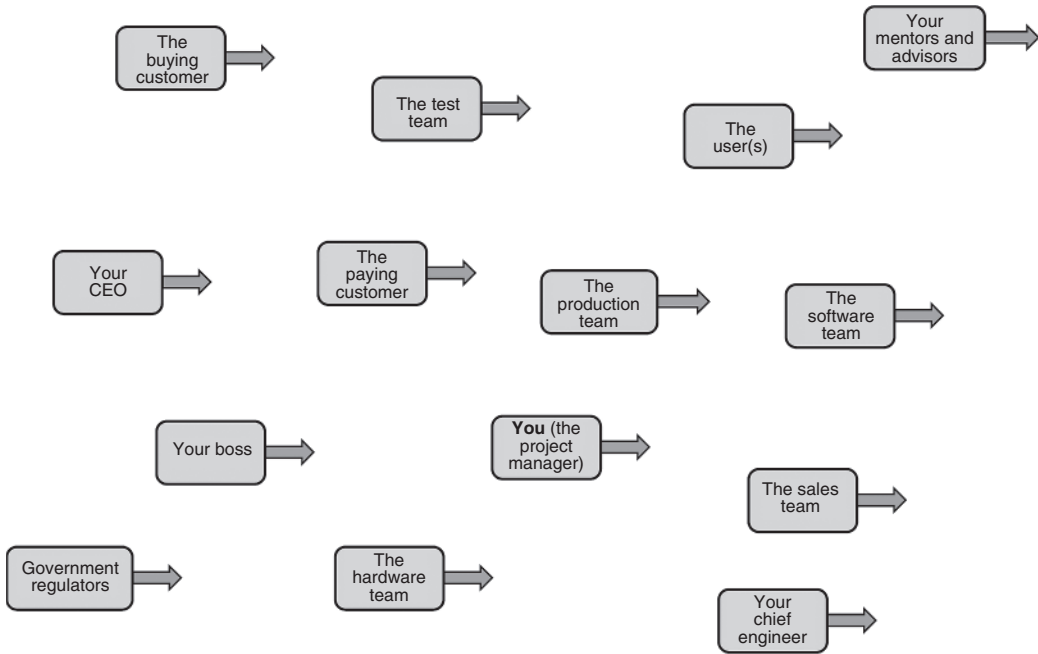 The
buying
customer
The test
team
The
user(s)
Your
mentors and
advisors
Your
CEO
The
paying
customer
The
production
team
The
software
team
Your boss
You (the
project
manager)
The sales
team
Government
regulators
The
hardware
team
Your
chief
engineer